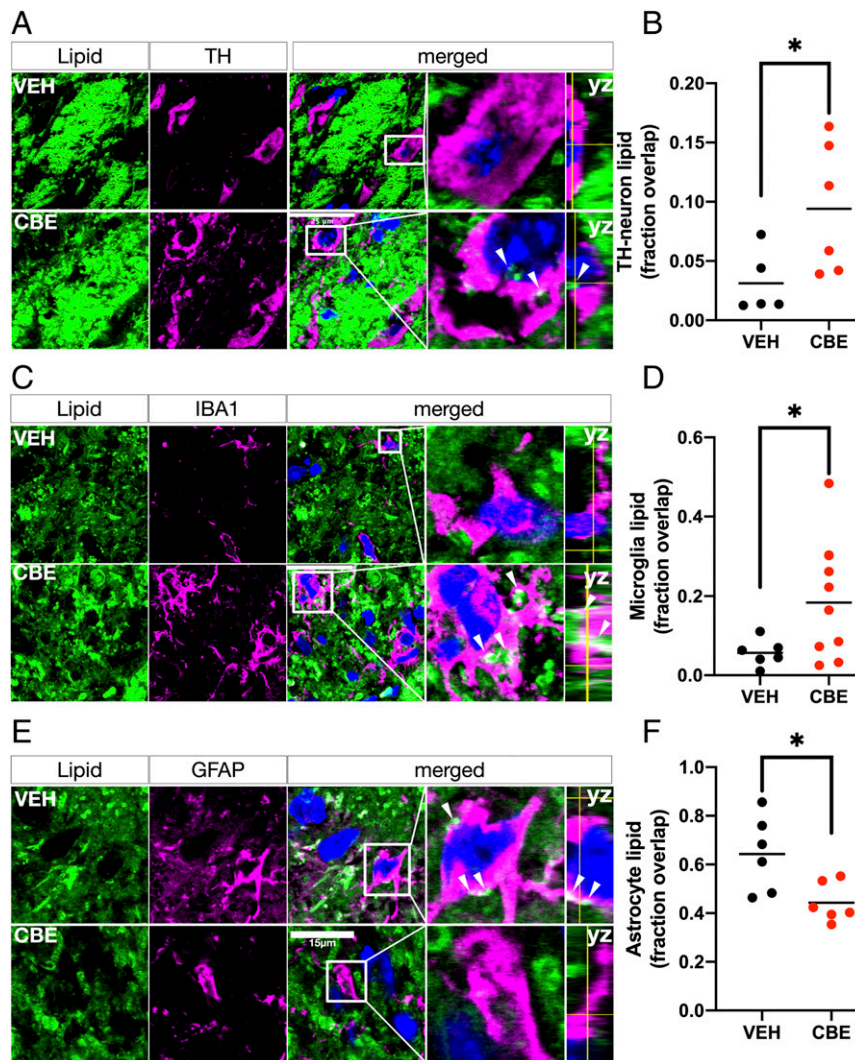 A
Lipid TH merged
VEH
yz
CBE
25 µm
yz
B
*
TH-neuron lipid
(fraction overlap)
0.20
0.15
0.10
0.05
0.00
VEH CBE
C
Lipid IBA1 merged
VEH
yz
CBE
yz
D
*
Microglia lipid
(fraction overlap)
0.6
0.4
0.2
0.0
VEH CBE
E
Lipid GFAP merged
VEH
yz
CBE
15µm
yz
F
*
Astrocyte lipid
(fraction overlap)
1.0
0.8
0.6
0.4
0.2
0.0
VEH CBE